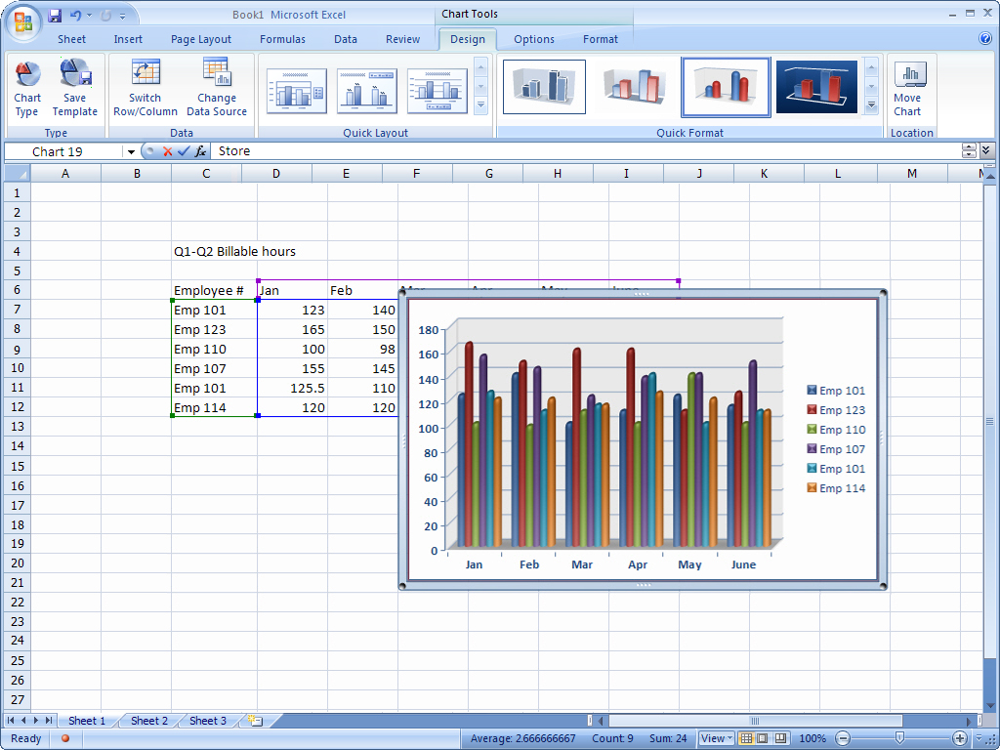 Book1 Microsoft Excel
Chart Tools
Sheet Insert Page Layout Formulas Data Review Design Options Format
Chart Type
Save Template
Switch Row/Column
Change Data Source
Move Chart
Type Data Quick Layout Quick Format Location
Chart 19 fx Store
A B C D E F G H I J K L M
1
2
3
4 Q1-Q2 Billable hours
5
6 Employee # Jan Feb
7 Emp 101 123 140
8 Emp 123 165 150
9 Emp 110 100 98
10 Emp 107 155 145
11 Emp 101 125.5 110
12 Emp 114 120 120
13
14
15
16
17
18
19
20
21
22
23
24
25
26
27
180
160
140
120
100
80
60
40
20
0
Jan Feb Mar Apr May June
Emp 101
Emp 123
Emp 110
Emp 107
Emp 101
Emp 114
Sheet 1 Sheet 2 Sheet 3
Ready Average: 2.666666667 Count: 9 Sum: 24 View 100%